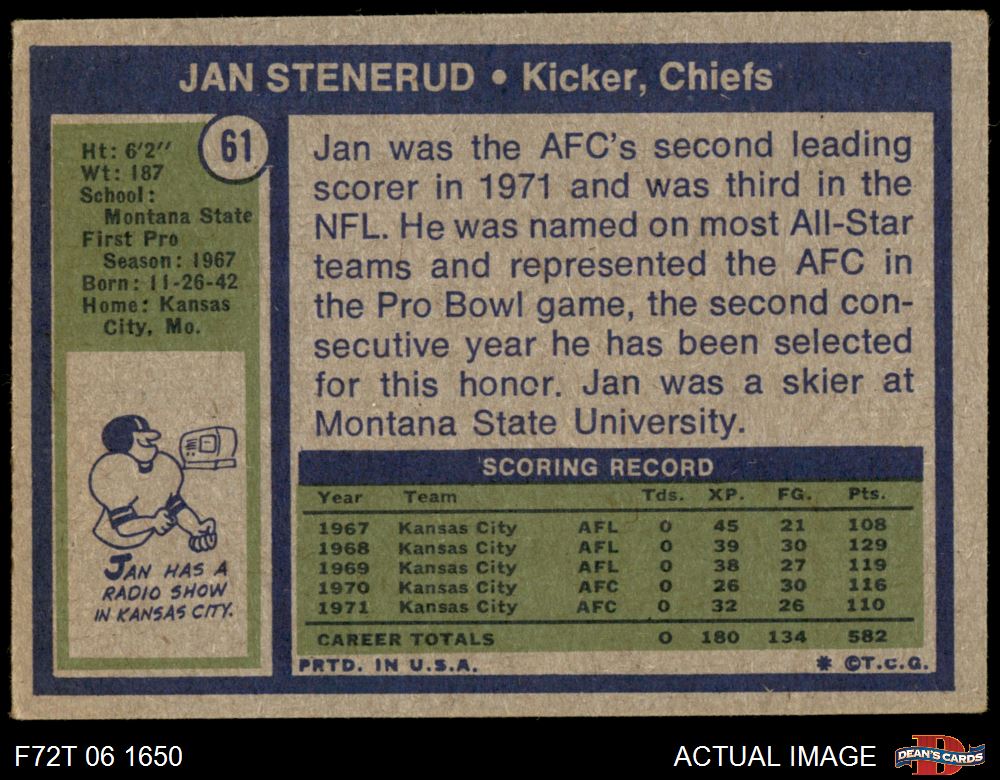 JAN STENERUD • Kicker, Chiefs
61
Ht: 6'2"
Wt: 187
School:
Montana State
First Pro
Season: 1967
Born: 11-26-42
Home: Kansas
City, Mo.
JAN HAS A
RADIO SHOW
IN KANSAS CITY.
Jan was the AFC's second leading
scorer in 1971 and was third in the
NFL. He was named on most All-Star
teams and represented the AFC in
the Pro Bowl game, the second con-
secutive year he has been selected
for this honor. Jan was a skier at
Montana State University.
SCORING RECORD
Year Team Tds. XP. FG. Pts.
1967 Kansas City AFL 0 45 21 108
1968 Kansas City AFL 0 39 30 129
1969 Kansas City AFL 0 38 27 119
1970 Kansas City AFC 0 26 30 116
1971 Kansas City AFC 0 32 26 110
CAREER TOTALS 0 180 134 582
PRTD. IN U.S.A. * ©T.C.G.
F72T 06 1650 ACTUAL IMAGE D DEAN'S CARDS